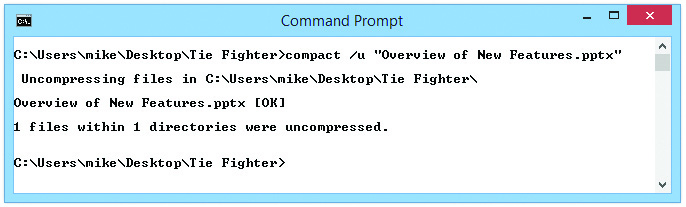 Command Prompt
C:\Users\mike\Desktop\Tie Fighter>compact /u "Overview of New Features.pptx"
Uncompressing files in C:\Users\mike\Desktop\Tie Fighter\
Overview of New Features.pptx [OK]
1 files within 1 directories were uncompressed.
C:\Users\mike\Desktop\Tie Fighter>